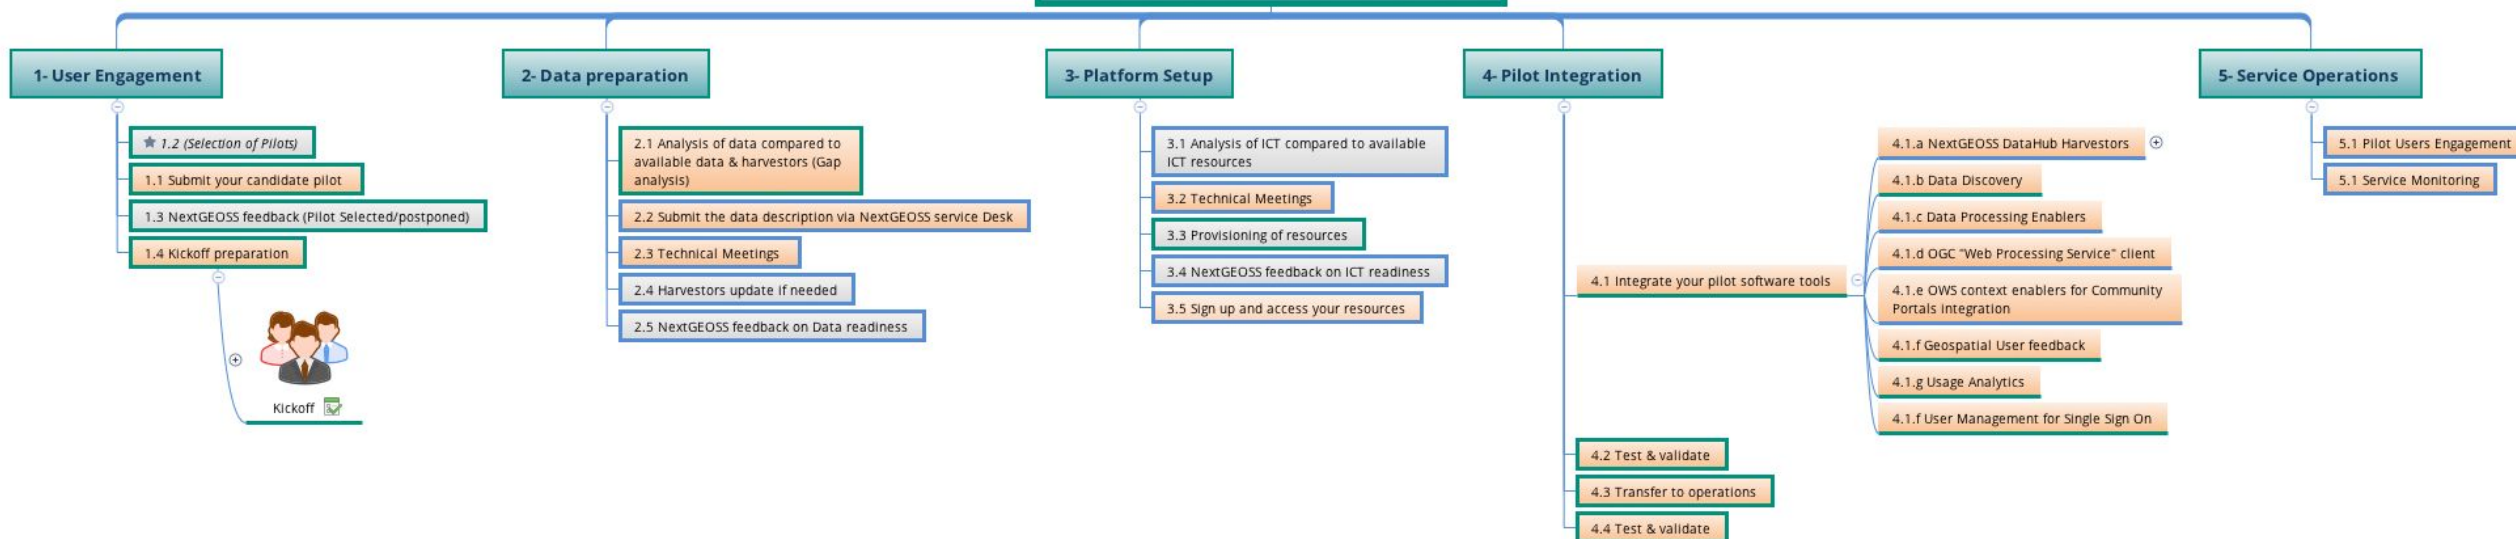 1- User Engagement
1.2 (Selection of Pilots)
1.1 Submit your candidate pilot
1.3 NextGEOSS feedback (Pilot Selected/postponed)
1.4 Kickoff preparation
Kickoff
2- Data preparation
2.1 Analysis of data compared to
available data & harvestors (Gap
analysis)
2.2 Submit the data description via NextGEOSS service Desk
2.3 Technical Meetings
2.4 Harvestors update if needed
2.5 NextGEOSS feedback on Data readiness
3- Platform Setup
3.1 Analysis of ICT compared to available
ICT resources
3.2 Technical Meetings
3.3 Provisioning of resources
3.4 NextGEOSS feedback on ICT readiness
3.5 Sign up and access your resources
4- Pilot Integration
4.1 Integrate your pilot software tools
4.1.a NextGEOSS DataHub Harvestors
4.1.b Data Discovery
4.1.c Data Processing Enablers
4.1.d OGC "Web Processing Service" client
4.1.e OWS context enablers for Community
Portals integration
4.1.f Geospatial User feedback
4.1.g Usage Analytics
4.1.f User Management for Single Sign On
4.2 Test & validate
4.3 Transfer to operations
4.4 Test & validate
5- Service Operations
5.1 Pilot Users Engagement
5.1 Service Monitoring